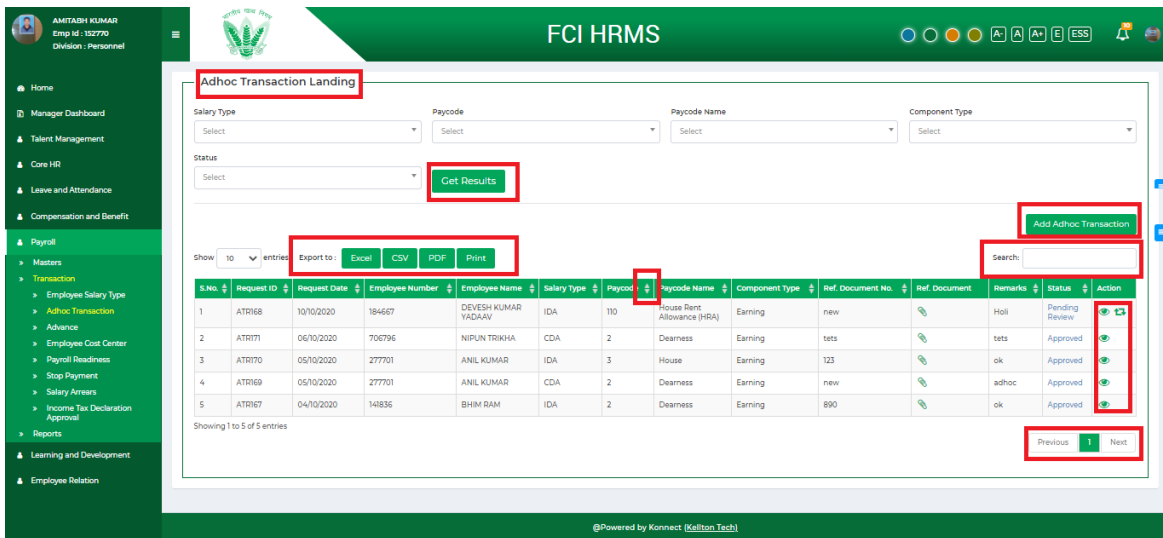 AMITABH KUMAR
Emp Id : 152770
Division : Personnel
FCI HRMS
A- A A+ E ESS
10
Home
Manager Dashboard
Talent Management
Core HR
Leave and Attendance
Compensation and Benefit
Payroll
» Masters
» Transaction
» Employee Salary Type
» Adhoc Transaction
» Advance
» Employee Cost Center
» Payroll Readiness
» Stop Payment
» Salary Arrears
» Income Tax Declaration
Approval
» Reports
Learning and Development
Employee Relation
Adhoc Transaction Landing
Salary Type Paycode Paycode Name Component Type
Select Select Select Select
Status
Select Get Results
Add Adhoc Transaction
Show 10 entries Export to : Excel CSV PDF Print Search:
S.No. Request ID Request Date Employee Number Employee Name Salary Type Paycode Paycode Name Component Type Ref. Document No. Ref. Document Remarks Status Action
1 ATR168 10/10/2020 184667 DEVESH KUMAR YADAAV IDA 110 House Rent Allowance (HRA) Earning new Holi Pending Review
2 ATR171 06/10/2020 706796 NIPUN TRIKHA CDA 2 Dearness Earning tets tets Approved
3 ATR170 05/10/2020 277701 ANIL KUMAR IDA 3 House Earning 123 ok Approved
4 ATR169 05/10/2020 277701 ANIL KUMAR CDA 2 Dearness Earning new adhoc Approved
5 ATR167 04/10/2020 141836 BHIM RAM IDA 2 Dearness Earning 890 ok Approved
Showing 1 to 5 of 5 entries
Previous 1 Next
@Powered by Konnect (Kellton Tech)